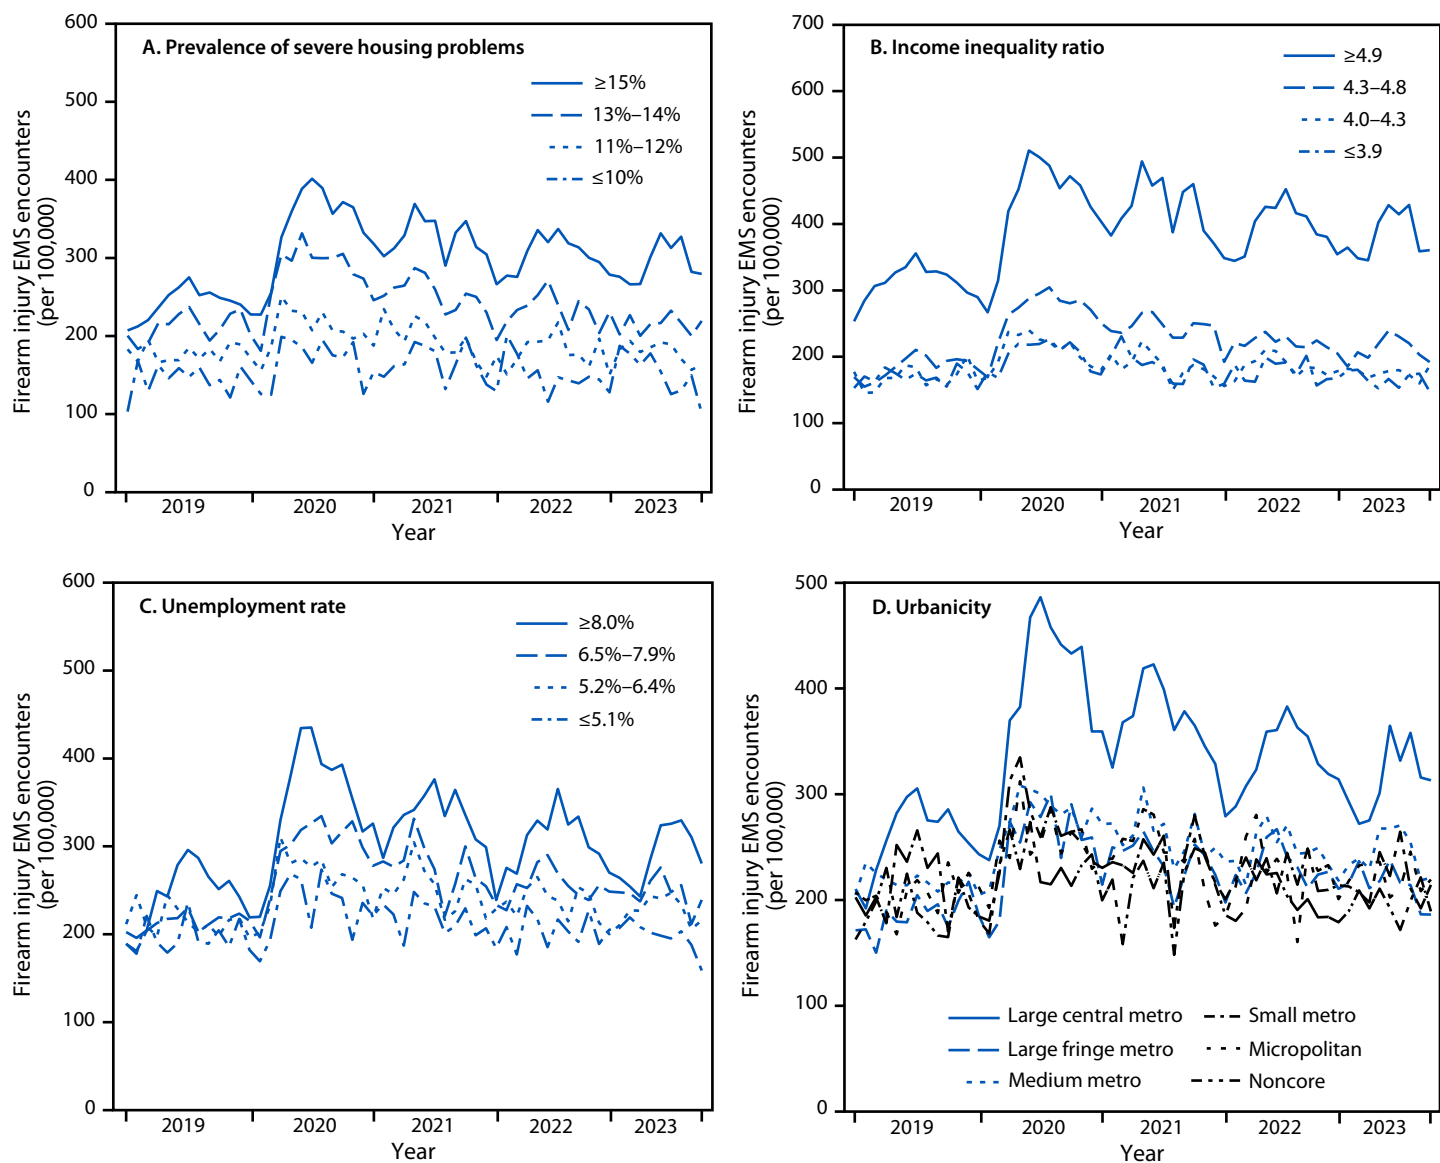 A. Prevalence of severe housing problems
Firearm injury EMS encounters
(per 100,000)
600
500
400
300
200
100
0
≥15%
13%–14%
11%–12%
≤10%
2019 2020 2021 2022 2023
Year
B. Income inequality ratio
Firearm injury EMS encounters
(per 100,000)
700
600
500
400
300
200
100
0
≥4.9
4.3–4.8
4.0–4.3
≤3.9
2019 2020 2021 2022 2023
Year
C. Unemployment rate
Firearm injury EMS encounters
(per 100,000)
600
500
400
300
200
100
0
≥8.0%
6.5%–7.9%
5.2%–6.4%
≤5.1%
2019 2020 2021 2022 2023
Year
D. Urbanicity
Firearm injury EMS encounters
(per 100,000)
500
400
300
200
100
0
Large central metro
Large fringe metro
Medium metro
Small metro
Micropolitan
Noncore
2019 2020 2021 2022 2023
Year